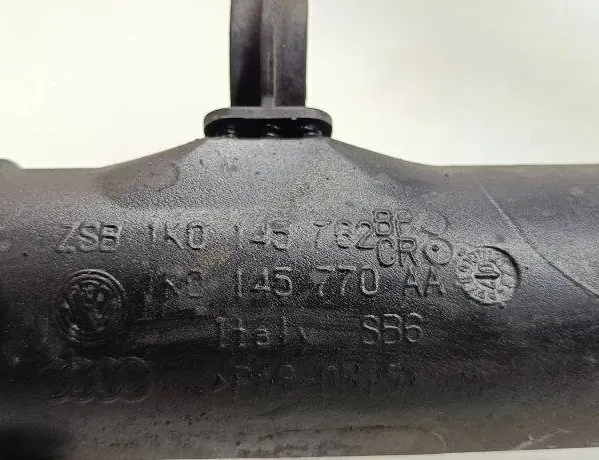 ZSB 1K0 145 762 BP
CR
1K0 145 770 AA
Italy SB6